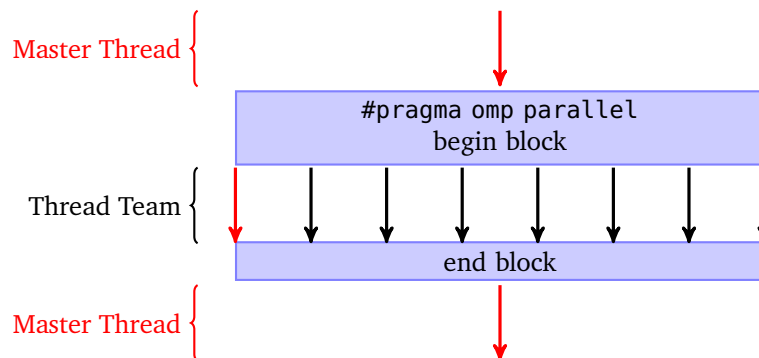 Master Thread
#pragma omp parallel
begin block
Thread Team
end block
Master Thread